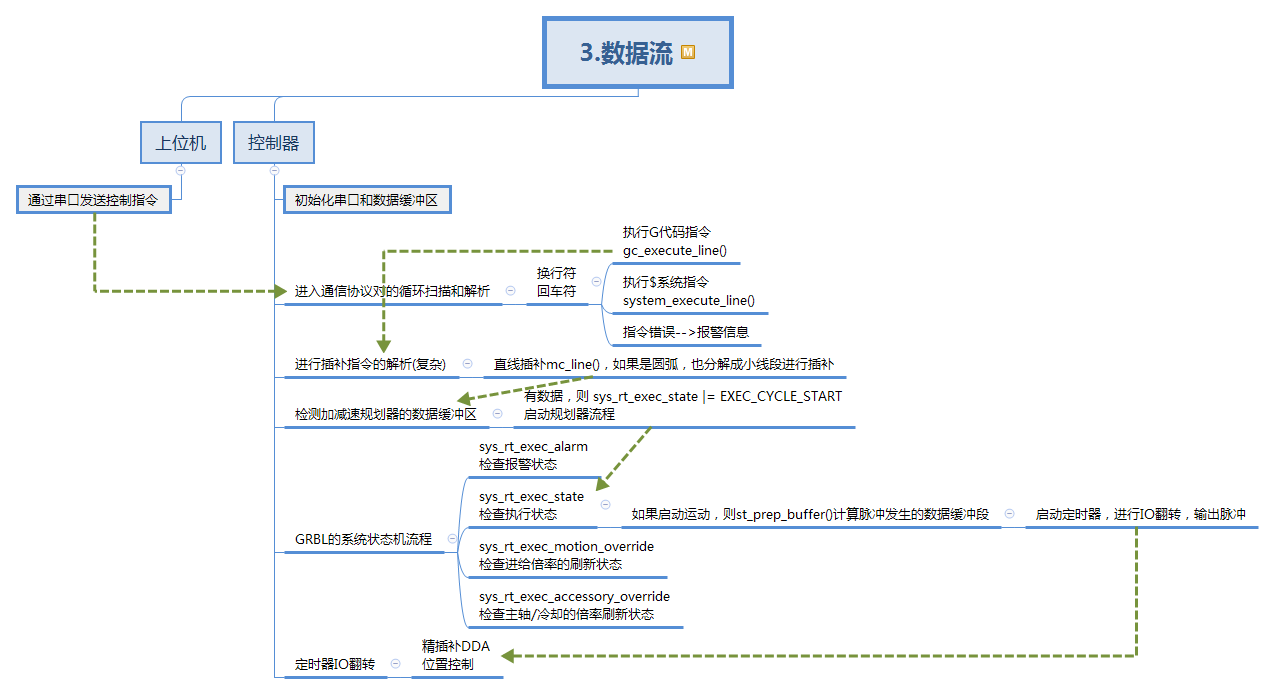 3.数据流 M
上位机
控制器
通过串口发送控制指令
初始化串口和数据缓冲区
进入通信协议对的循环扫描和解析
换行符
回车符
执行G代码指令
gc_execute_line()
执行$系统指令
system_execute_line()
指令错误-->报警信息
进行插补指令的解析(复杂)
直线插补mc_line()，如果是圆弧，也分解成小线段进行插补
检测加减速规划器的数据缓冲区
有数据，则 sys_rt_exec_state |= EXEC_CYCLE_START
启动规划器流程
GRBL的系统状态机流程
sys_rt_exec_alarm
检查报警状态
sys_rt_exec_state
检查执行状态
如果启动运动，则st_prep_buffer()计算脉冲发生的数据缓冲段
启动定时器，进行IO翻转，输出脉冲
sys_rt_exec_motion_override
检查进给倍率的刷新状态
sys_rt_exec_accessory_override
检查主轴/冷却的倍率刷新状态
定时器IO翻转
精插补DDA
位置控制